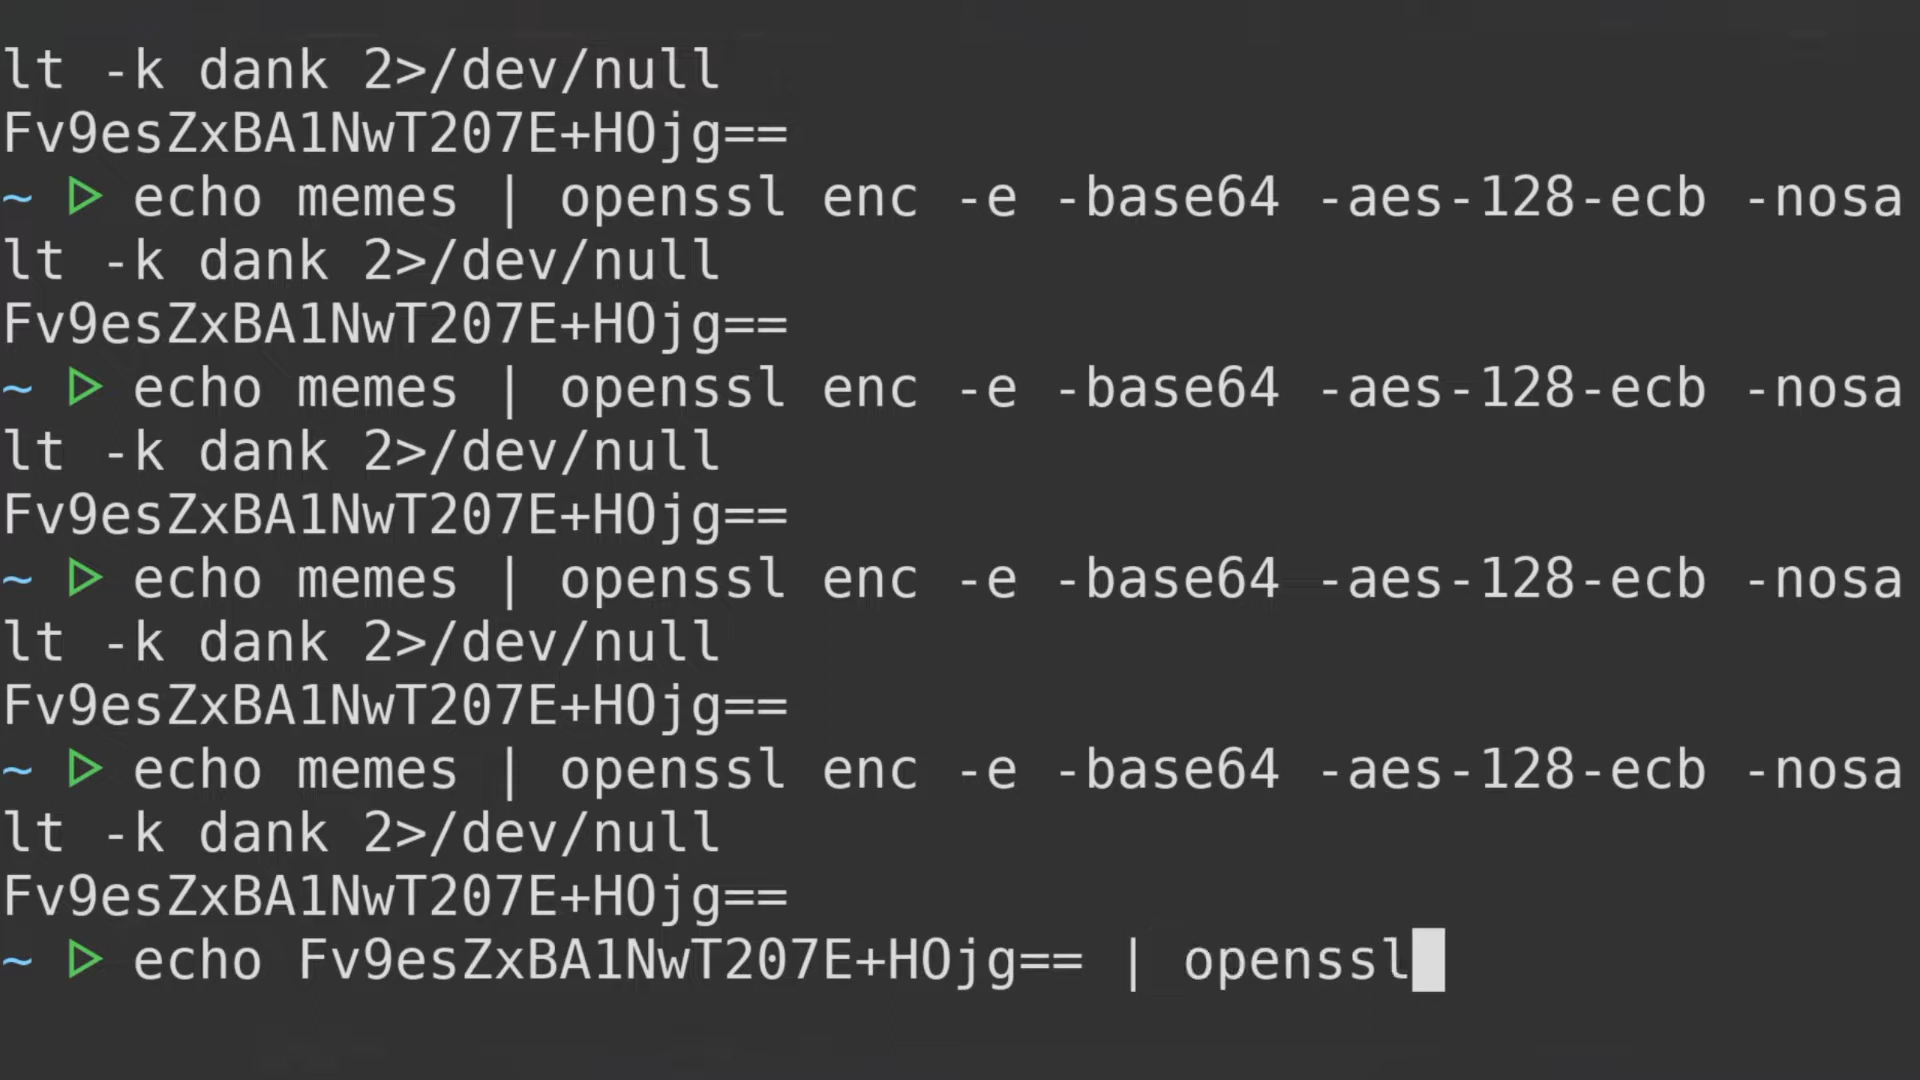 lt -k dank 2>/dev/null
Fv9esZxBA1NwT207E+HOjg==
~ ▷ echo memes | openssl enc -e -base64 -aes-128-ecb -nosa
lt -k dank 2>/dev/null
Fv9esZxBA1NwT207E+HOjg==
~ ▷ echo memes | openssl enc -e -base64 -aes-128-ecb -nosa
lt -k dank 2>/dev/null
Fv9esZxBA1NwT207E+HOjg==
~ ▷ echo memes | openssl enc -e -base64 -aes-128-ecb -nosa
lt -k dank 2>/dev/null
Fv9esZxBA1NwT207E+HOjg==
~ ▷ echo memes | openssl enc -e -base64 -aes-128-ecb -nosa
lt -k dank 2>/dev/null
Fv9esZxBA1NwT207E+HOjg==
~ ▷ echo Fv9esZxBA1NwT207E+HOjg== | openssl